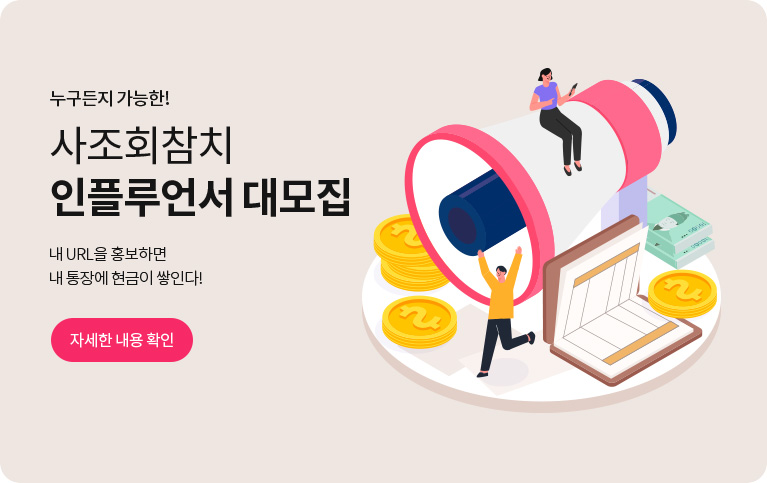 누구든지 가능한!
사조회참치
인플루언서 대모집
내 URL을 홍보하면
내 통장에 현금이 쌓인다!
자세한 내용 확인